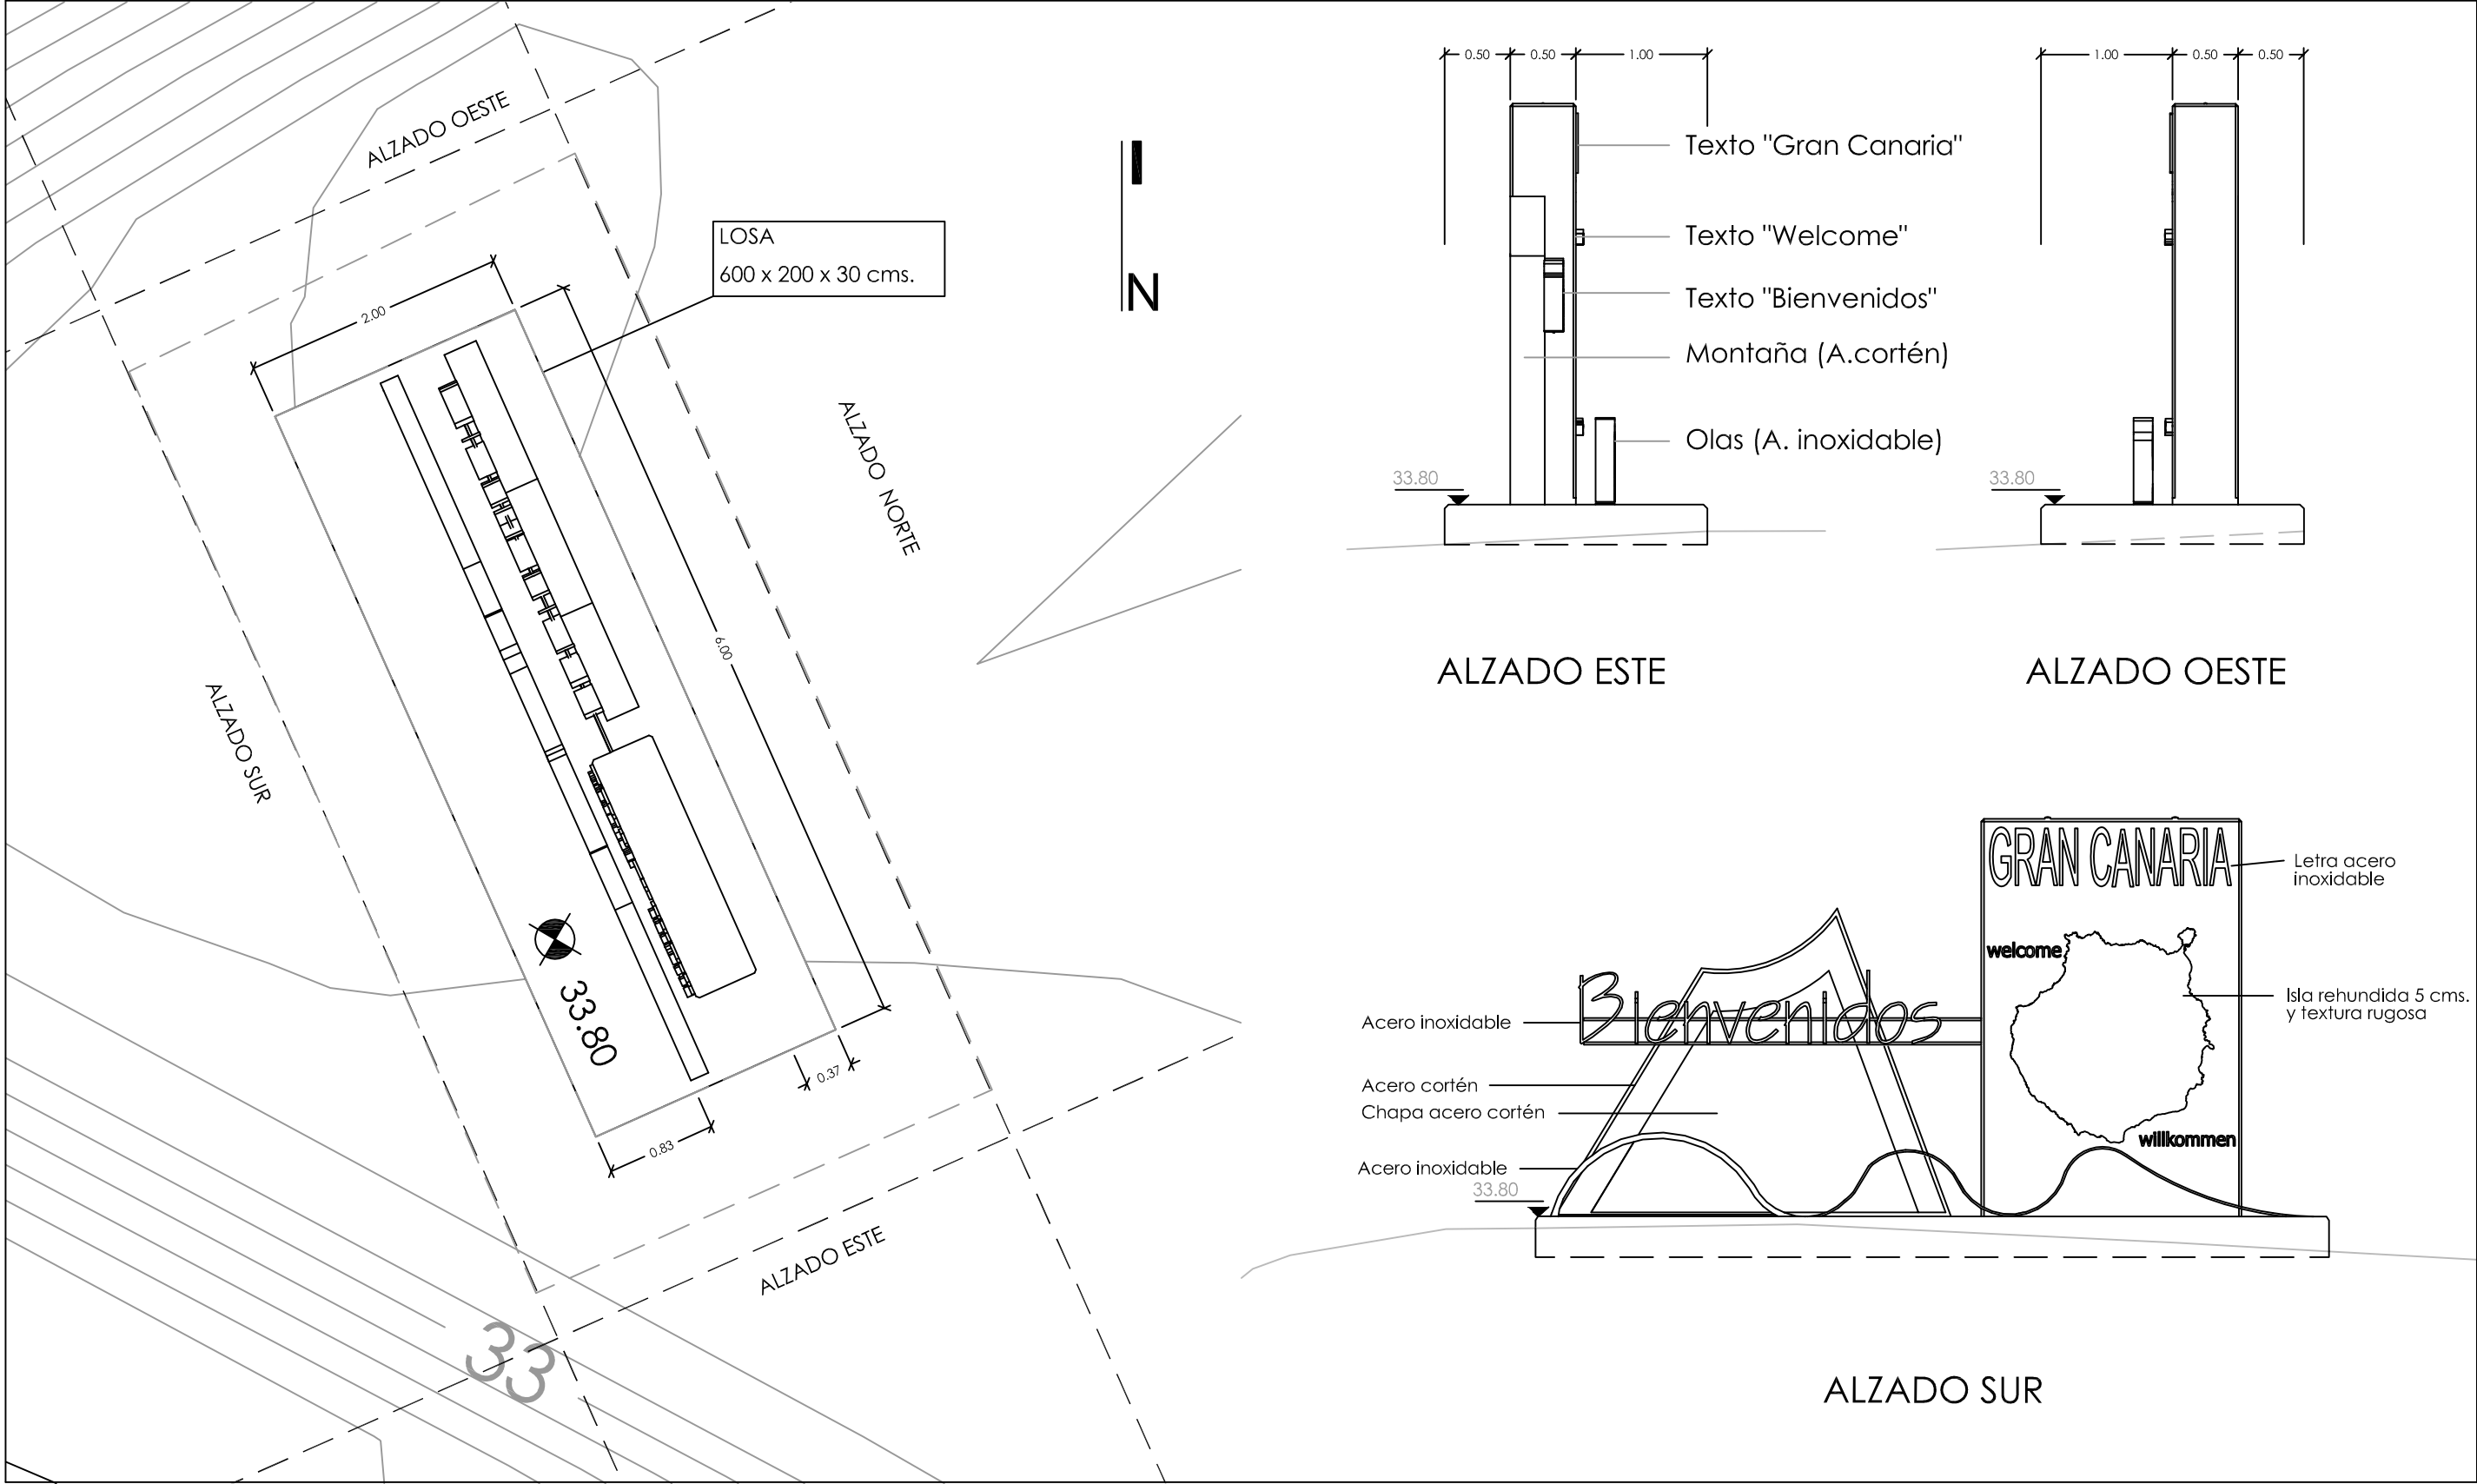 ALZADO OESTE
LOSA
600 x 200 x 30 cms.
N
2.00
6.00
ALZADO NORTE
ALZADO SUR
33.80
0.37
0.83
ALZADO ESTE
33
0.50
0.50
1.00
Texto "Gran Canaria"
Texto "Welcome"
Texto "Bienvenidos"
Montaña (A.cortén)
Olas (A. inoxidable)
33.80
ALZADO ESTE
1.00
0.50
0.50
33.80
ALZADO OESTE
GRAN CANARIA
Letra acero
inoxidable
welcome
Bienvenidos
Isla rehundida 5 cms.
y textura rugosa
Acero inoxidable
Acero cortén
Chapa acero cortén
willkommen
Acero inoxidable
33.80
ALZADO SUR